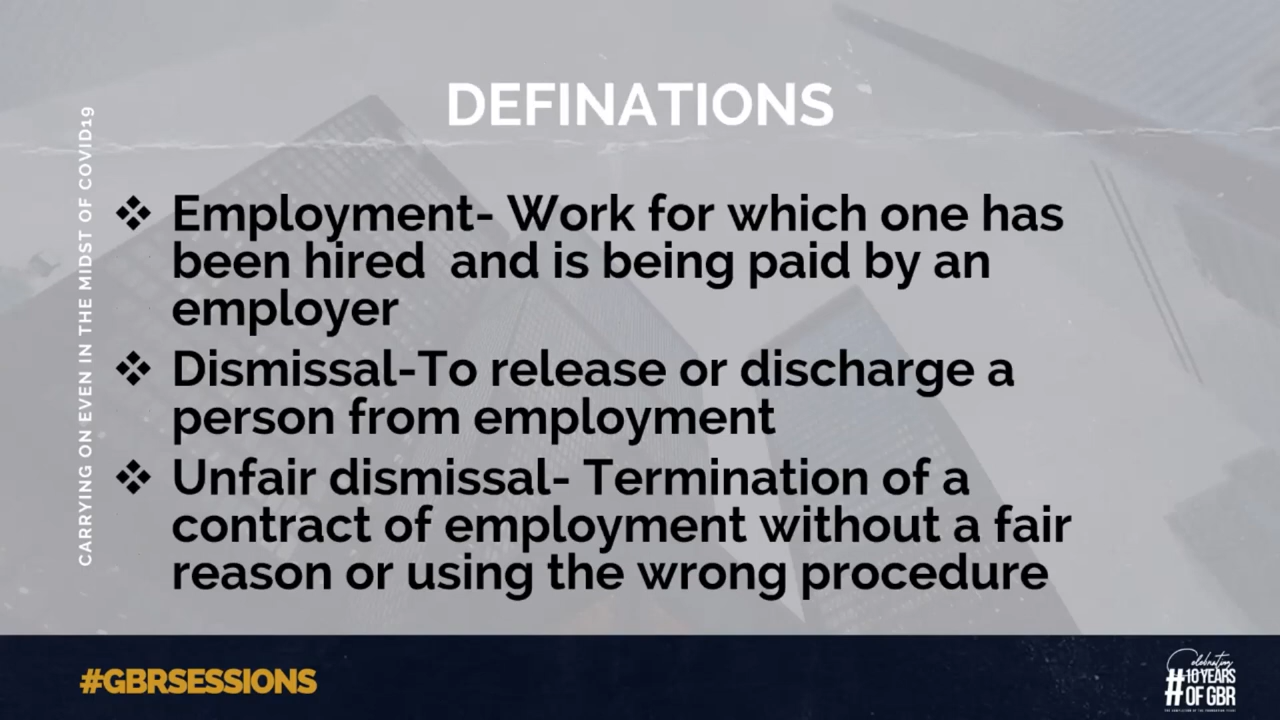 DEFINATIONS
CARRYING ON EVEN IN THE MIDST OF COVID19
❖ Employment- Work for which one has
been hired  and is being paid by an
employer
❖ Dismissal-To release or discharge a
person from employment
❖ Unfair dismissal- Termination of a
contract of employment without a fair
reason or using the wrong procedure
#GBRSESSIONS
Celebrating
#10 YEARS
OF GBR